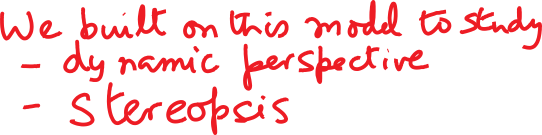 We built on this model to study
- dynamic perspective
- Stereopsis